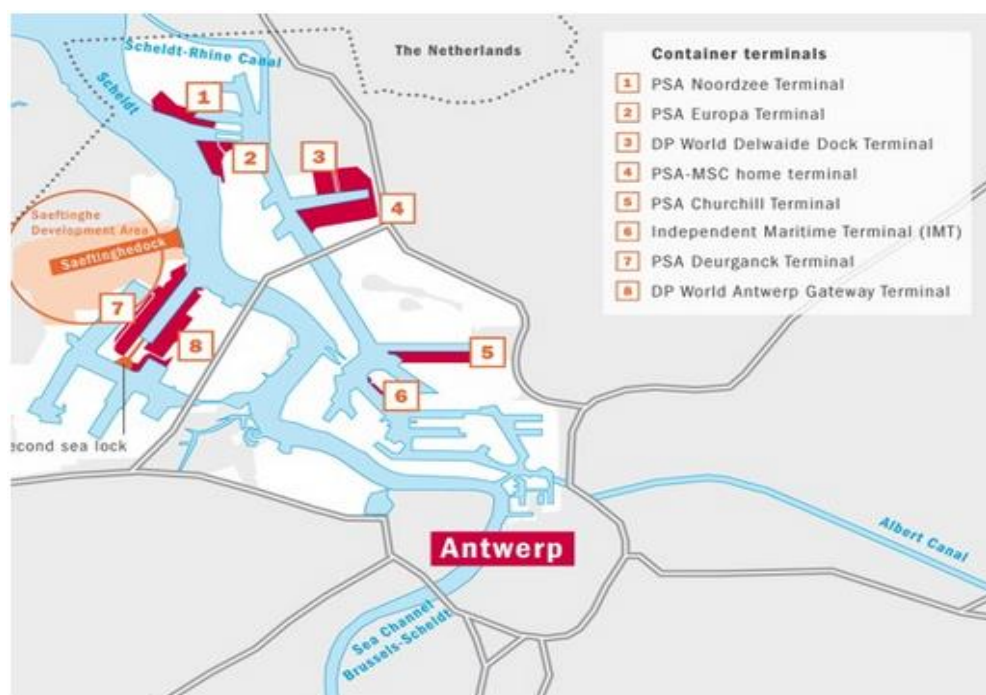 Scheldt-Rhine Canal
The Netherlands
Scheldt
Container terminals
1 PSA Noordzee Terminal
2 PSA Europa Terminal
3 DP World Delwaide Dock Terminal
4 PSA-MSC home terminal
5 PSA Churchill Terminal
6 Independent Maritime Terminal (IMT)
7 PSA Deurganck Terminal
8 DP World Antwerp Gateway Terminal
1
2
3
4
Saeftinghe
Development Area
Saeftinghedock
7
8
5
6
econd sea lock
Antwerp
Albert Canal
Sea Channel
Brussels-Scheldt